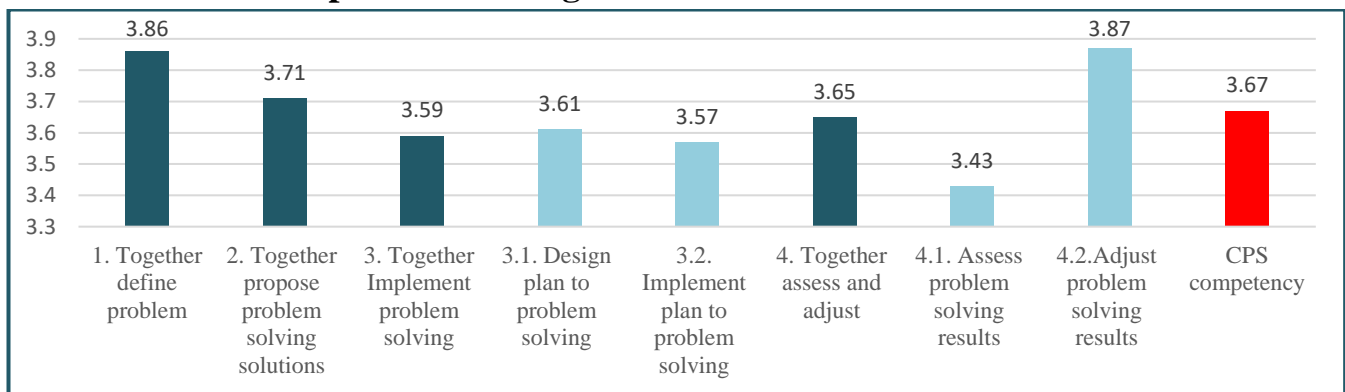 3.9
3.8
3.7
3.6
3.5
3.4
3.3
3.86
3.71
3.59
3.61
3.57
3.65
3.43
3.87
3.67
1. Together
define
problem
2. Together
propose
problem
solving
solutions
3. Together
Implement
problem
solving
3.1. Design
plan to
problem
solving
3.2.
Implement
plan to
problem
solving
4. Together
assess and
adjust
4.1. Assess
problem
solving
results
4.2.Adjust
problem
solving
results
CPS
competency